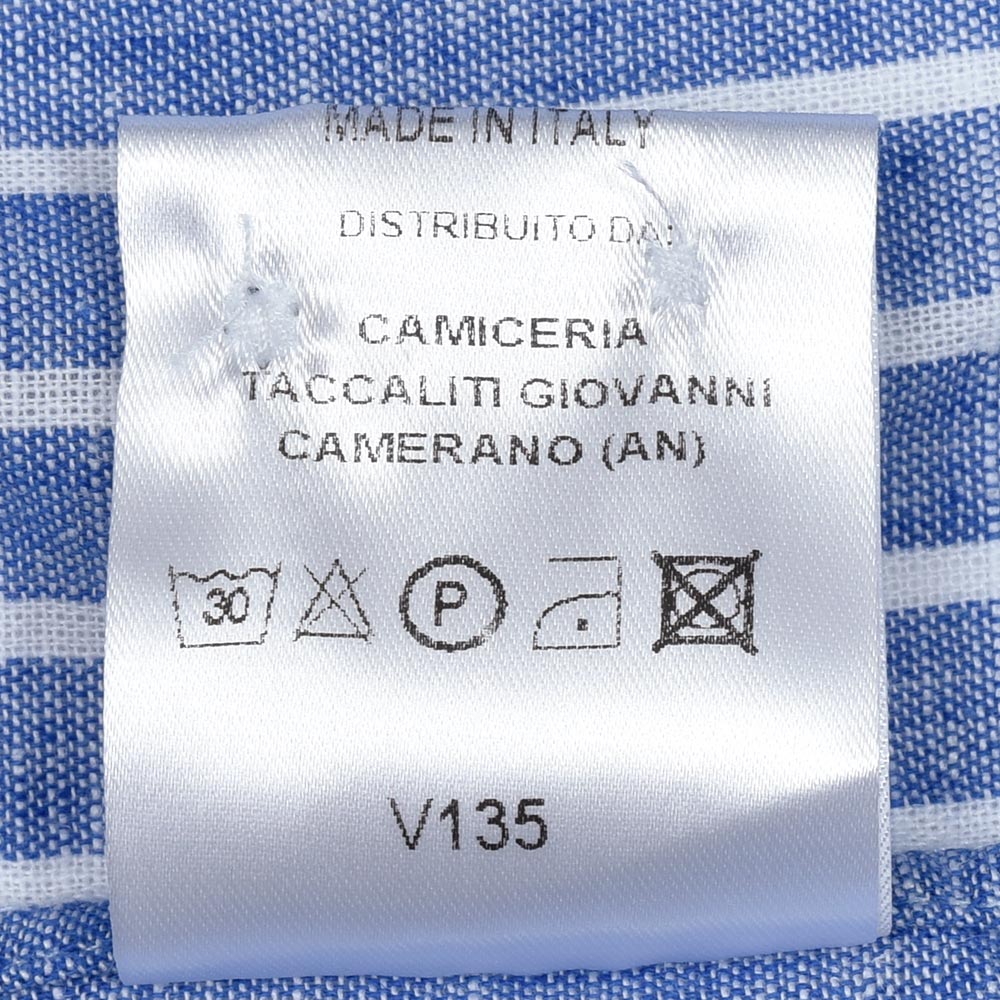 MADE IN ITALY
DISTRIBUITO DA:
CAMICERIA
TACCALITI GIOVANNI
CAMERANO (AN)
30 P
V135